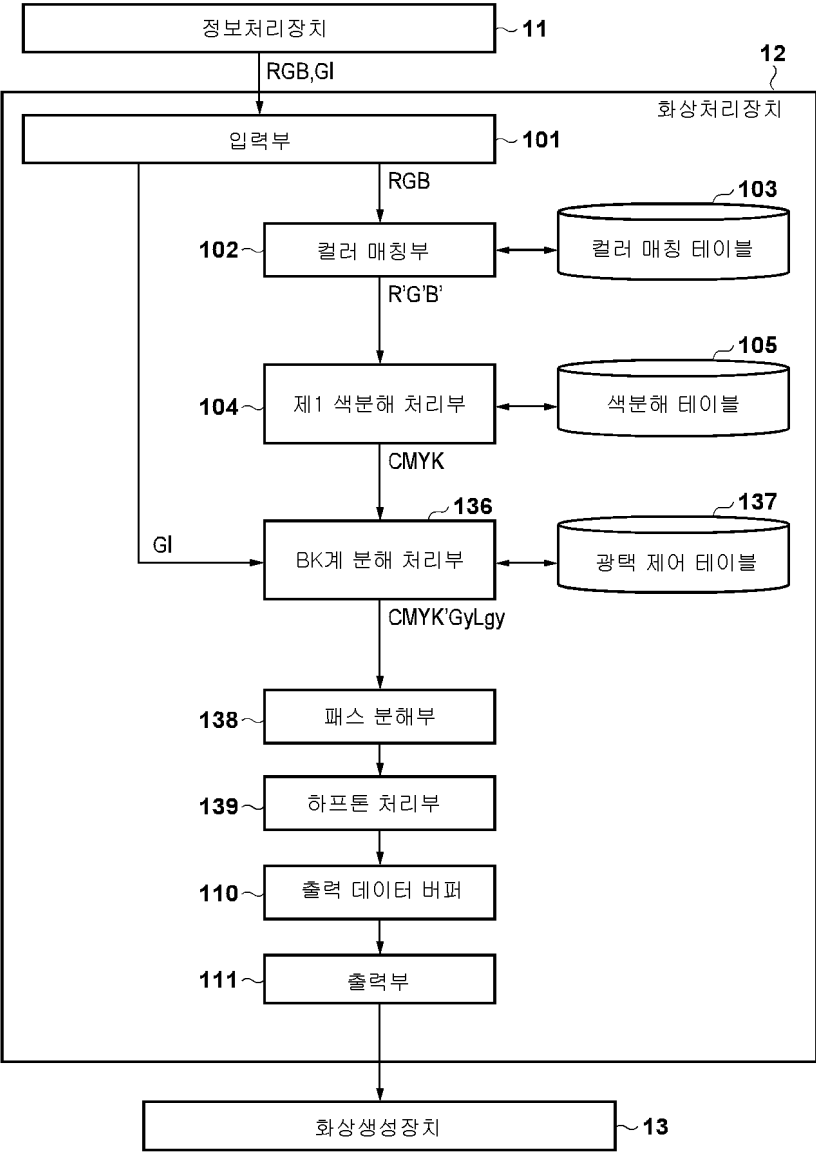 정보처리장치 11
RGB,Gl
12
화상처리장치
입력부 101
RGB
103
102 컬러 매칭부 컬러 매칭 테이블
R'G'B'
105
104 제1 색분해 처리부 색분해 테이블
CMYK
136 137
Gl BK계 분해 처리부 광택 제어 테이블
CMYK'GyLgy
138 패스 분해부
139 하프톤 처리부
110 출력 데이터 버퍼
111 출력부
화상생성장치 13